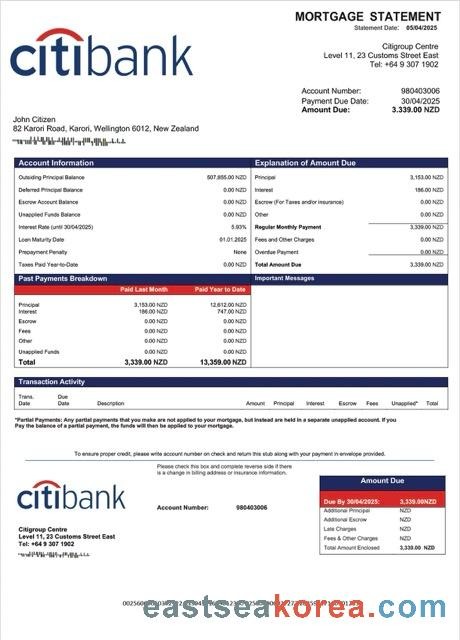 MORTGAGE STATEMENT
Statement Date: 05/04/2025
citibank
Citigroup Centre
Level 11, 23 Customs Street East
Tel: +64 9 307 1902
Account Number: 980403006
Payment Due Date: 30/04/2025
Amount Due: 3.339.00 NZD
John Citizen
82 Karori Road, Karori, Wellington 6012, New Zealand
Account Information
Outsiding Principal Balance 507,855.00 NZD
Deferred Principal Balance 0.00 NZD
Escrow Account Balance 0.00 NZD
Unapplied Funds Balance 0.00 NZD
Interest Rate (until 30/04/2025) 5.93%
Loan Maturity Date 01.01.2025
Prepayment Penalty None
Taxes Paid Year-to-Date 0.00 NZD
Explanation of Amount Due
Principal 3,153.00 NZD
Interest 186.00 NZD
Escrow (For Taxes and/or insurance) 0.00 NZD
Other 0.00 NZD
Regular Monthly Payment 3,339.00 NZD
Fees and Other Charges 0.00 NZD
Overdue Payment 0.00 NZD
Total Amount Due 3,339.00 NZD
Past Payments Breakdown
Paid Last Month Paid Year to Date
Principal 3,153.00 NZD 12,612.00 NZD
Interest 186.00 NZD 747.00 NZD
Escrow 0.00 NZD 0.00 NZD
Fees 0.00 NZD 0.00 NZD
Other 0.00 NZD 0.00 NZD
Unapplied Funds 0.00 NZD 0.00 NZD
Total 3,339.00 NZD 13,359.00 NZD
Important Messages
Transaction Activity
Trans. Date Due Date Description Amount Principal Interest Escrow Fees Unapplied* Total
*Partial Payments: Any partial payments that you make are not applied to your mortgage, but instead are held in a separate unapplied account. If you
Pay the balance of a partial payment, the funds will then be applied to your mortgage.
To ensure proper credit, please write account number on check and return this stub along with payment in envelope provided.
Please check this box and complete reverse side if there
is a change in billing address or insurance information.
citibank
Account Number: 980403006
Citigroup Centre
Level 11, 23 Customs Street East
Tel: +64 9 307 1902
Amount Due
Due By 30/04/2025: 3,339.00NZD
Additional Principal NZD
Additional Escrow NZD
Late Charges NZD
Fees & Other Charges NZD
Total Amount Enclosed 3,339.00 NZD
eastseakorea.com